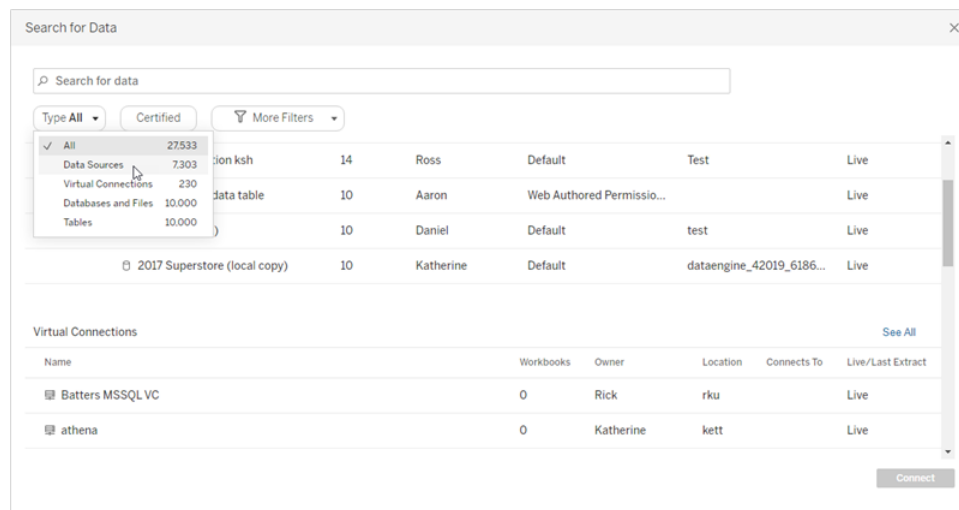 Search for Data
Search for data
Type All
Certified
More Filters
All 27,533
Data Sources 7,303
Virtual Connections 230
Databases and Files 10,000
Tables 10,000
tion ksh 14 Ross Default Test Live
data table 10 Aaron Web Authored Permissio... Live
) 10 Daniel Default test Live
2017 Superstore (local copy) 10 Katherine Default dataengine_42019_6186... Live
Virtual Connections See All
Name Workbooks Owner Location Connects To Live/Last Extract
Batters MSSQL VC 0 Rick rku Live
athena 0 Katherine kett Live
Connect